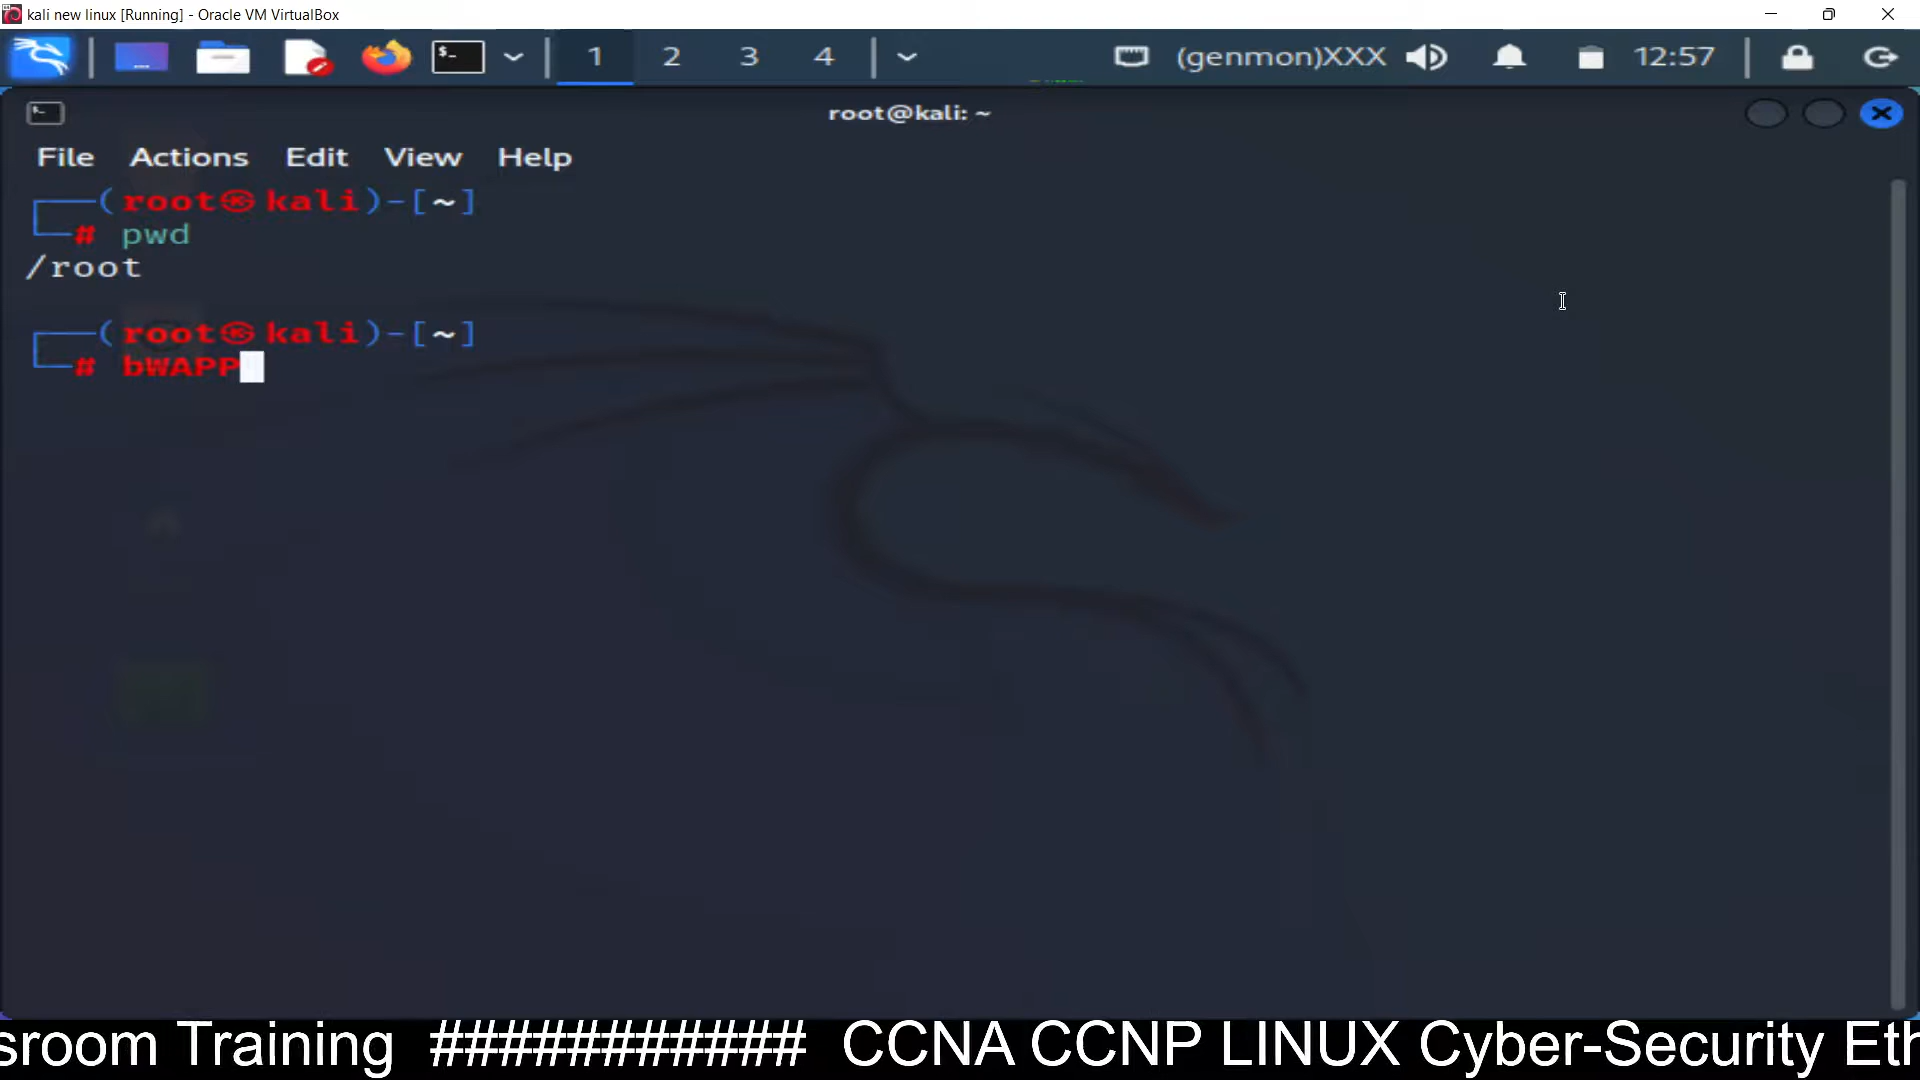 kali new linux [Running] - Oracle VM VirtualBox
$-
1 2 3 4
(genmon)XXX
12:57
root@kali: ~
File Actions Edit View Help
(root㉿kali)-[~]
# pwd
/root
(root㉿kali)-[~]
# bWAPP
sroom Training ########### CCNA CCNP LINUX Cyber-Security Eth